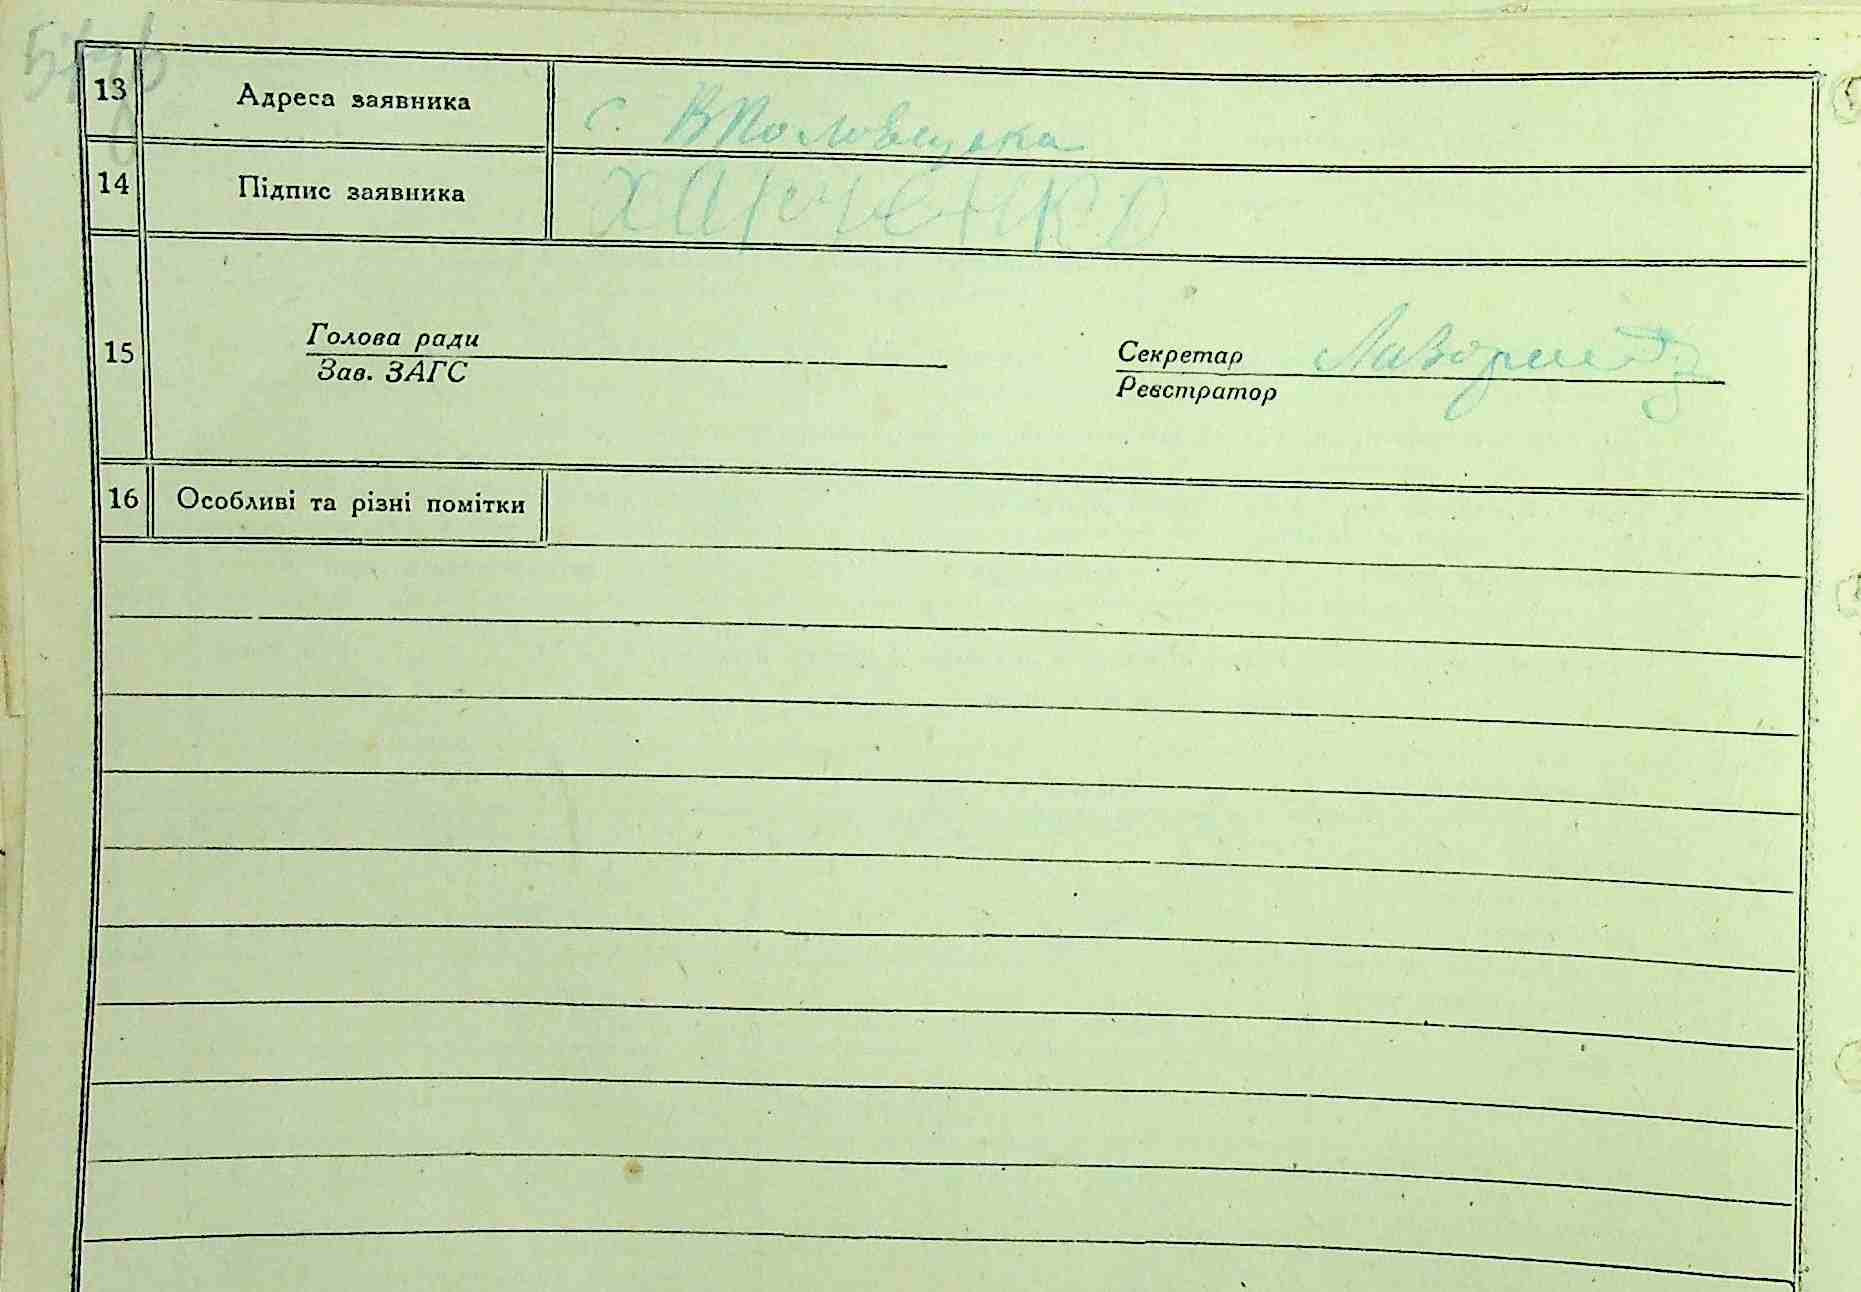 13 Адреса заявника с. ВПоловецька
14 Підпис заявника ХАРЧЕНКО
Голова ради
15 Секретар
Зав. ЗАГС
Реєстратор
16 Особливі та різні помітки